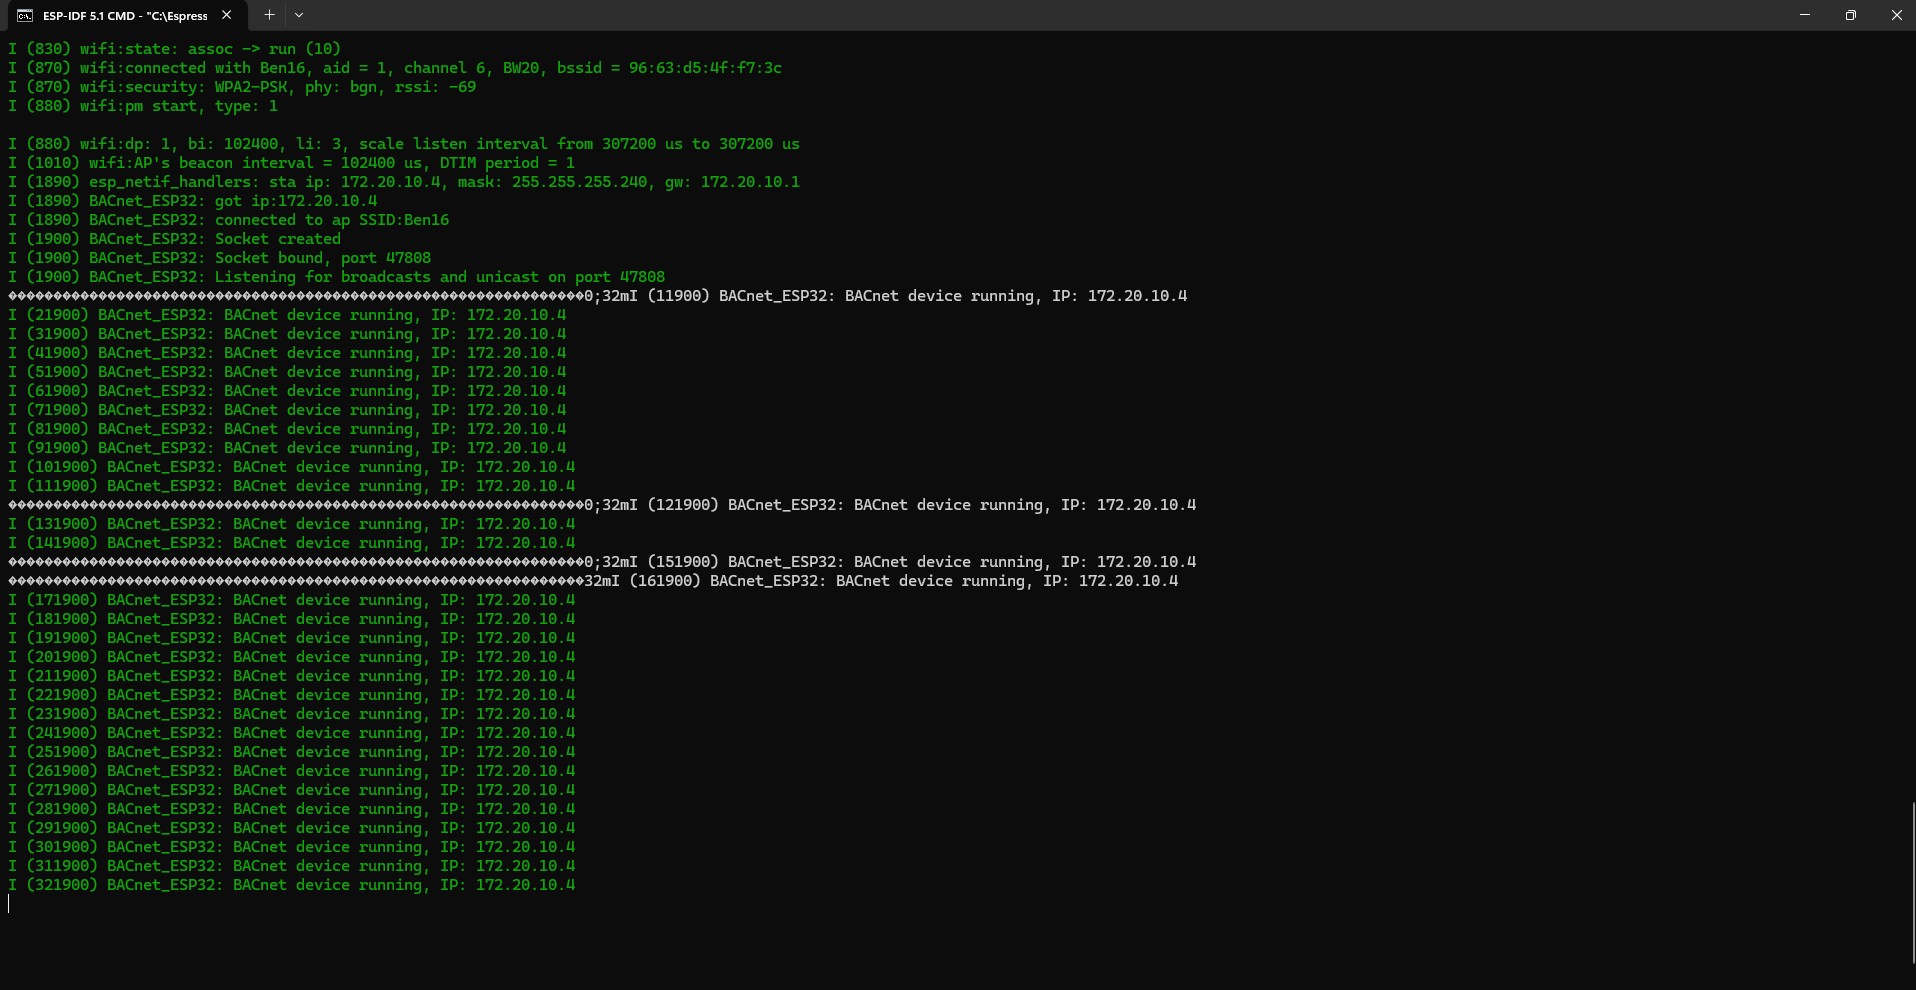 ESP-IDF 5.1 CMD - "C:\Espress
I (830) wifi:state: assoc -> run (10)
I (870) wifi:connected with Ben16, aid = 1, channel 6, BW20, bssid = 96:63:d5:4f:f7:3c
I (870) wifi:security: WPA2-PSK, phy: bgn, rssi: -69
I (880) wifi:pm start, type: 1
I (880) wifi:dp: 1, bi: 102400, li: 3, scale listen interval from 307200 us to 307200 us
I (1010) wifi:AP's beacon interval = 102400 us, DTIM period = 1
I (1890) esp_netif_handlers: sta ip: 172.20.10.4, mask: 255.255.255.240, gw: 172.20.10.1
I (1890) BACnet_ESP32: got ip:172.20.10.4
I (1890) BACnet_ESP32: connected to ap SSID:Ben16
I (1900) BACnet_ESP32: Socket created
I (1900) BACnet_ESP32: Socket bound, port 47808
I (1900) BACnet_ESP32: Listening for broadcasts and unicast on port 47808
����������������������������������������������������������������0;32mI (11900) BACnet_ESP32: BACnet device running, IP: 172.20.10.4
I (21900) BACnet_ESP32: BACnet device running, IP: 172.20.10.4
I (31900) BACnet_ESP32: BACnet device running, IP: 172.20.10.4
I (41900) BACnet_ESP32: BACnet device running, IP: 172.20.10.4
I (51900) BACnet_ESP32: BACnet device running, IP: 172.20.10.4
I (61900) BACnet_ESP32: BACnet device running, IP: 172.20.10.4
I (71900) BACnet_ESP32: BACnet device running, IP: 172.20.10.4
I (81900) BACnet_ESP32: BACnet device running, IP: 172.20.10.4
I (91900) BACnet_ESP32: BACnet device running, IP: 172.20.10.4
I (101900) BACnet_ESP32: BACnet device running, IP: 172.20.10.4
I (111900) BACnet_ESP32: BACnet device running, IP: 172.20.10.4
����������������������������������������������������������������0;32mI (121900) BACnet_ESP32: BACnet device running, IP: 172.20.10.4
I (131900) BACnet_ESP32: BACnet device running, IP: 172.20.10.4
I (141900) BACnet_ESP32: BACnet device running, IP: 172.20.10.4
����������������������������������������������������������������0;32mI (151900) BACnet_ESP32: BACnet device running, IP: 172.20.10.4
����������������������������������������������������������������32mI (161900) BACnet_ESP32: BACnet device running, IP: 172.20.10.4
I (171900) BACnet_ESP32: BACnet device running, IP: 172.20.10.4
I (181900) BACnet_ESP32: BACnet device running, IP: 172.20.10.4
I (191900) BACnet_ESP32: BACnet device running, IP: 172.20.10.4
I (201900) BACnet_ESP32: BACnet device running, IP: 172.20.10.4
I (211900) BACnet_ESP32: BACnet device running, IP: 172.20.10.4
I (221900) BACnet_ESP32: BACnet device running, IP: 172.20.10.4
I (231900) BACnet_ESP32: BACnet device running, IP: 172.20.10.4
I (241900) BACnet_ESP32: BACnet device running, IP: 172.20.10.4
I (251900) BACnet_ESP32: BACnet device running, IP: 172.20.10.4
I (261900) BACnet_ESP32: BACnet device running, IP: 172.20.10.4
I (271900) BACnet_ESP32: BACnet device running, IP: 172.20.10.4
I (281900) BACnet_ESP32: BACnet device running, IP: 172.20.10.4
I (291900) BACnet_ESP32: BACnet device running, IP: 172.20.10.4
I (301900) BACnet_ESP32: BACnet device running, IP: 172.20.10.4
I (311900) BACnet_ESP32: BACnet device running, IP: 172.20.10.4
I (321900) BACnet_ESP32: BACnet device running, IP: 172.20.10.4